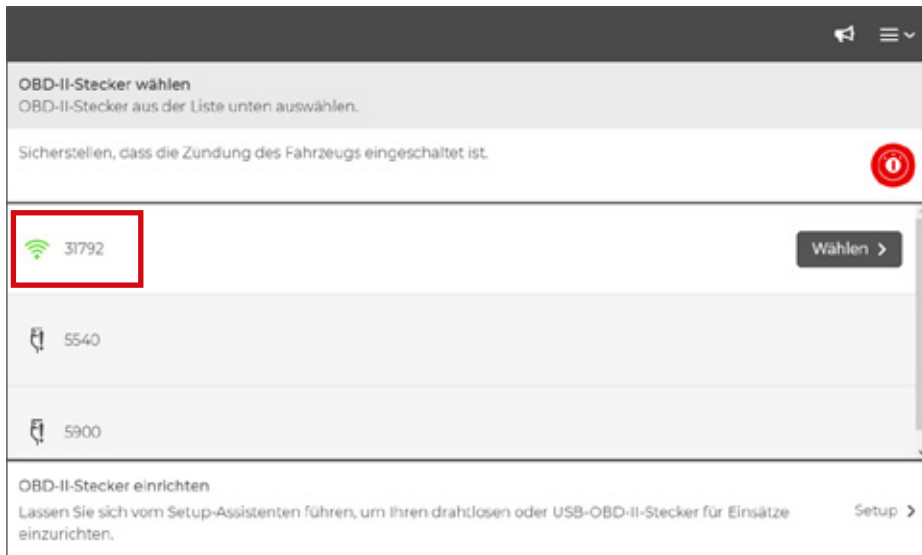 OBD-II-Stecker wählen
OBD-II-Stecker aus der Liste unten auswählen.
Sicherstellen, dass die Zündung des Fahrzeugs eingeschaltet ist.
31792
Wählen
5540
5900
OBD-II-Stecker einrichten
Lassen Sie sich vom Setup-Assistenten führen, um Ihren drahtlosen oder USB-OBD-II-Stecker für Einsätze
einzurichten.
Setup